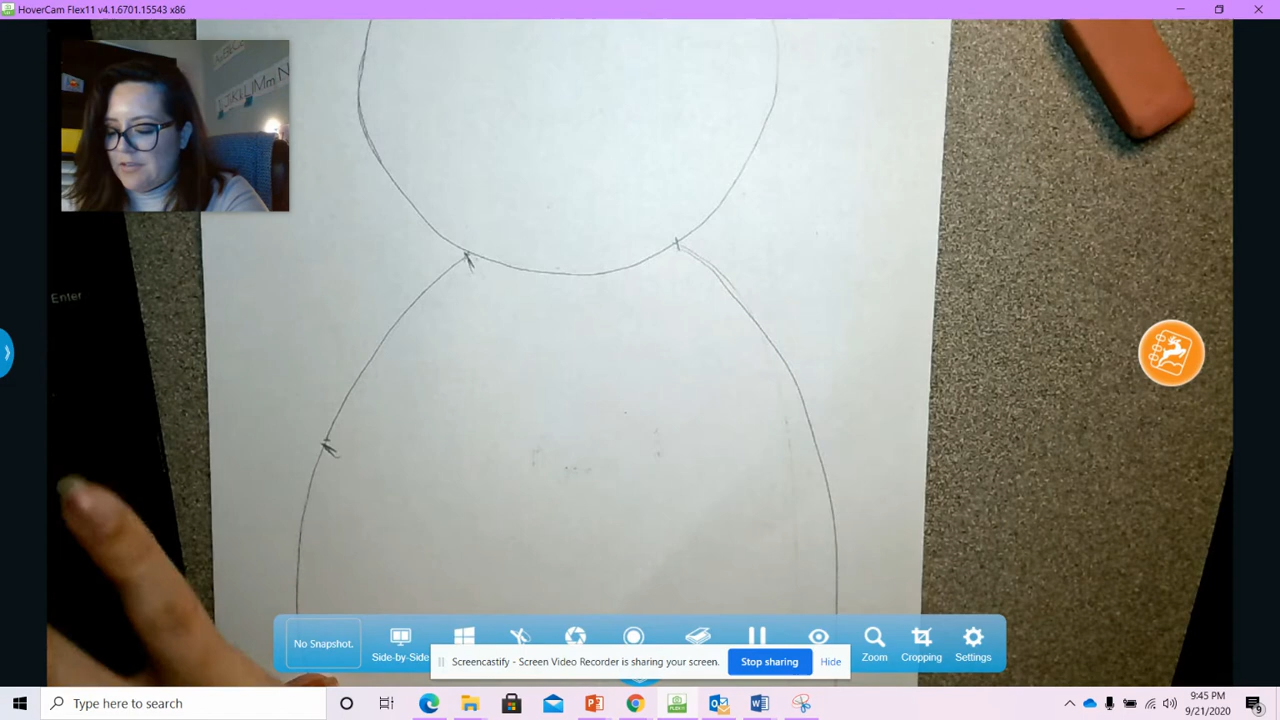 HoverCam Flex11 v4.1.6701.15543 x86
Enter
No Snapshot.
Side-by-Side
Zoom
Cropping
Settings
Screencastify - Screen Video Recorder is sharing your screen.
Stop sharing
Hide
Type here to search
9:45 PM
9/21/2020